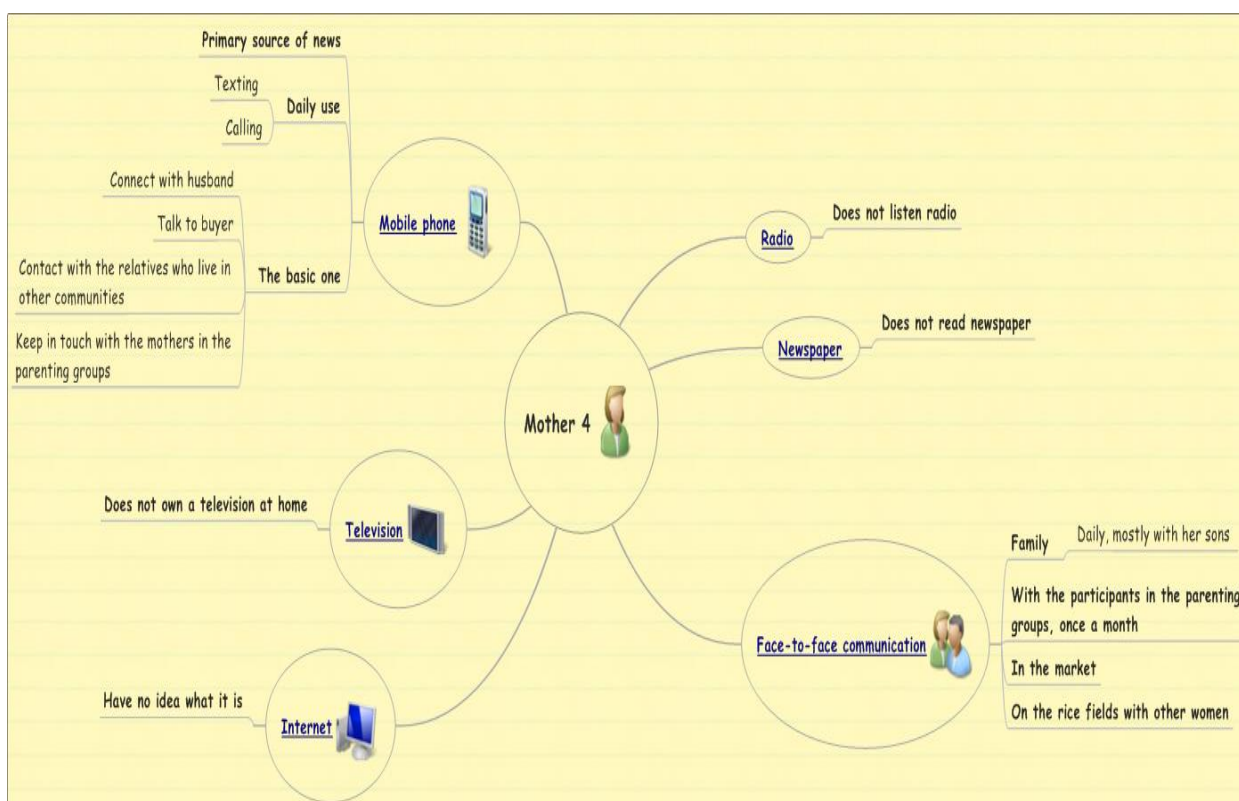 Primary source of news
Texting
Daily use
Calling
Connect with husband
Talk to buyer
Contact with the relatives who live in
other communities
The basic one
Keep in touch with the mothers in the
parenting groups
Mobile phone
Radio
Does not listen radio
Newspaper
Does not read newspaper
Mother 4
Does not own a television at home
Television
Have no idea what it is
Internet
Face-to-face communication
Family
Daily, mostly with her sons
With the participants in the parenting
groups, once a month
In the market
On the rice fields with other women